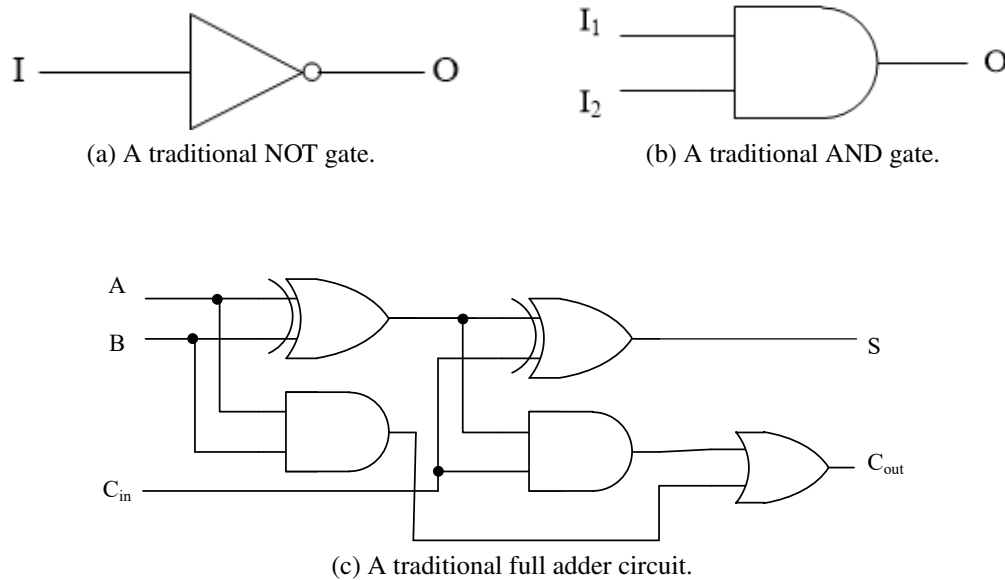 I
O
(a) A traditional NOT gate.
I1
I2
O
(b) A traditional AND gate.
A
B
Cin
S
Cout
(c) A traditional full adder circuit.